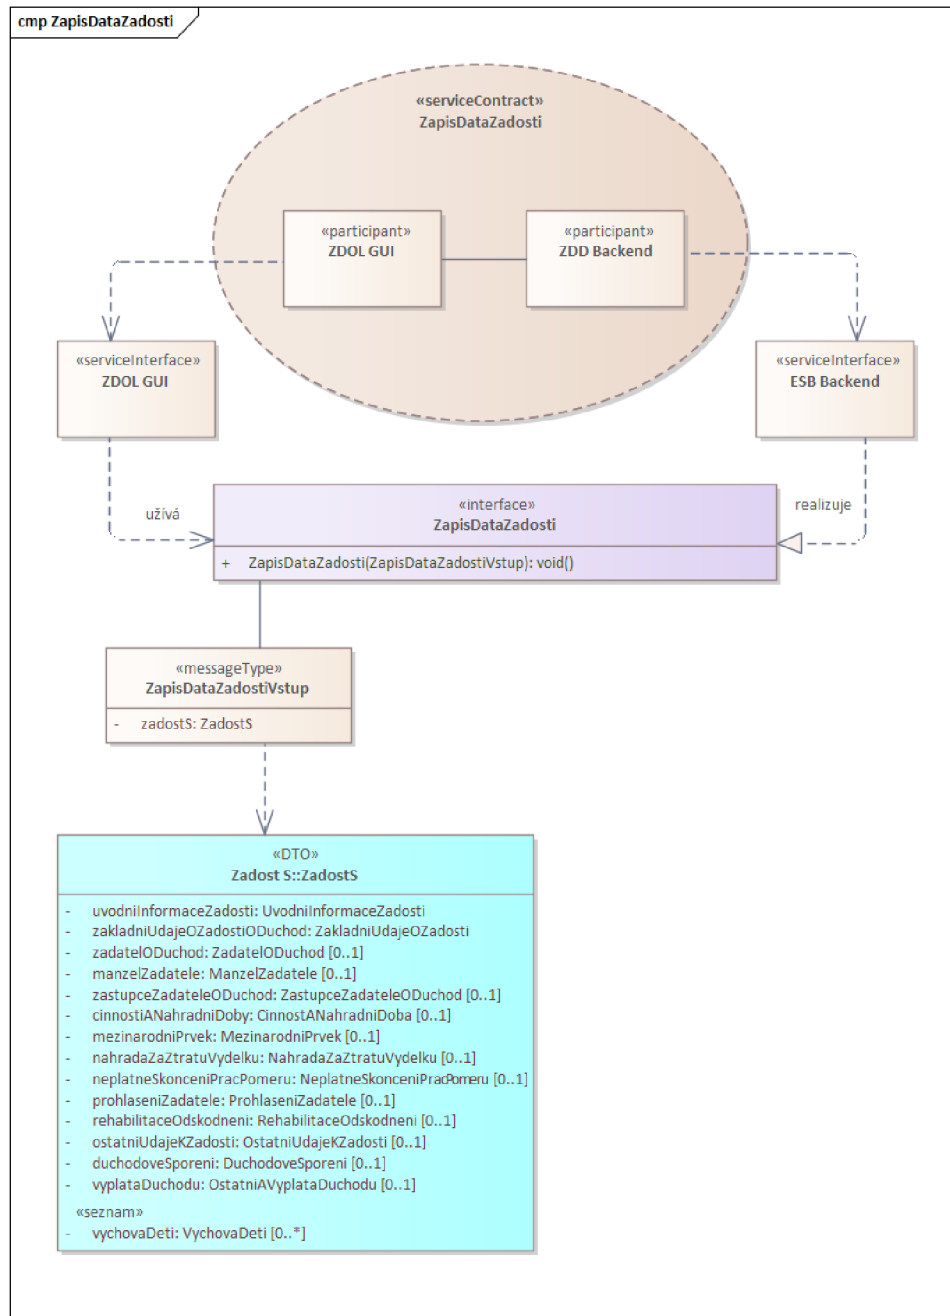 cmp ZapisDataZadosti
«serviceContract»
ZapisDataZadosti
«participant»
ZDOL GUI
«participant»
ZDD Backend
«serviceInterface»
ZDOL GUI
«serviceInterface»
ESB Backend
užívá
realizuje
«interface»
ZapisDataZadosti
+ ZapisDataZadosti(ZapisDataZadostiVstup): void()
«messageType»
ZapisDataZadostiVstup
- zadostS: ZadostS
«DTO»
Zadost S::ZadostS
- uvodniInformaceZadosti: UvodniInformaceZadosti
- zakladniUdajeOZadostiODuchod: ZakladniUdajeOZadosti
- zadatelODuchod: ZadatelODuchod [0..1]
- manzelZadatele: ManzelZadatele [0..1]
- zastupceZadateleODuchod: ZastupceZadateleODuchod [0..1]
- cinnostiANahradniDoby: CinnostANahradniDoba [0..1]
- mezinarodniPrvek: MezinarodniPrvek [0..1]
- nahradaZaZtratuVydelku: NahradaZaZtratuVydelku [0..1]
- neplatneSkonceniPracPomeru: NeplatneSkonceniPracPomeru [0..1]
- prohlaseniZadatele: ProhlaseniZadatele [0..1]
- rehabilitaceOdskodneni: RehabilitaceOdskodneni [0..1]
- ostatniUdajeKZadosti: OstatniUdajeKZadosti [0..1]
- duchodoveSporeni: DuchodoveSporeni [0..1]
- vyplataDuchodu: OstatniAVyplataDuchodu [0..1]
«seznam»
- vychovaDeti: VychovaDeti [0..*]